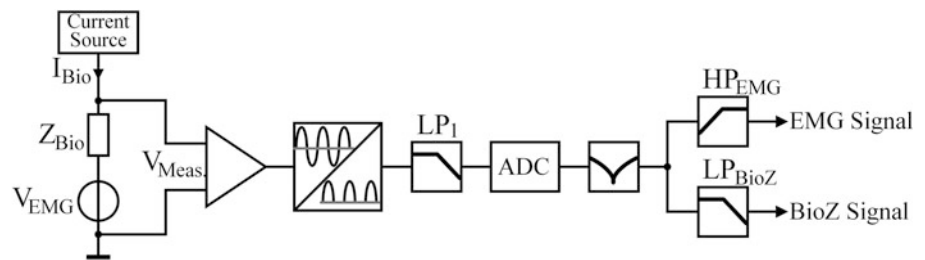 Current
Source
I_Bio
Z_Bio
V_EMG
V_Meas.
LP_1
ADC
HP_EMG
EMG Signal
LP_BioZ
BioZ Signal